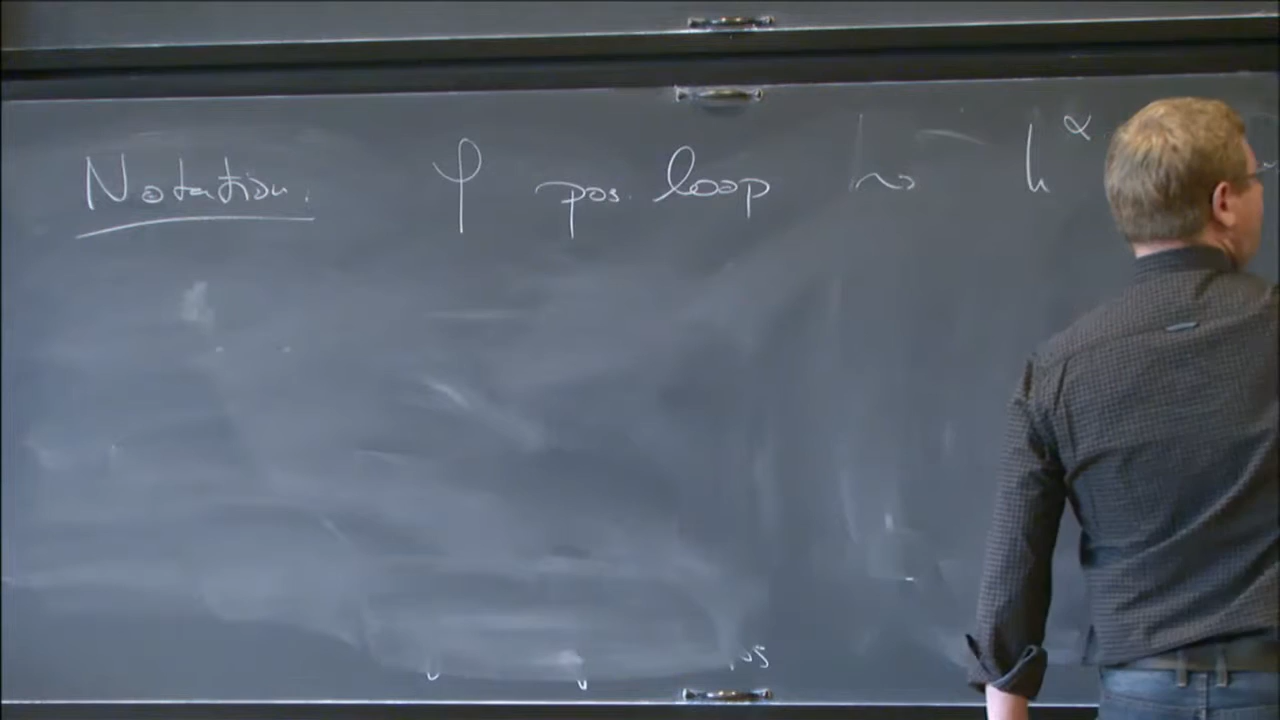 Notation. φ pos. loop ⇝ h^α